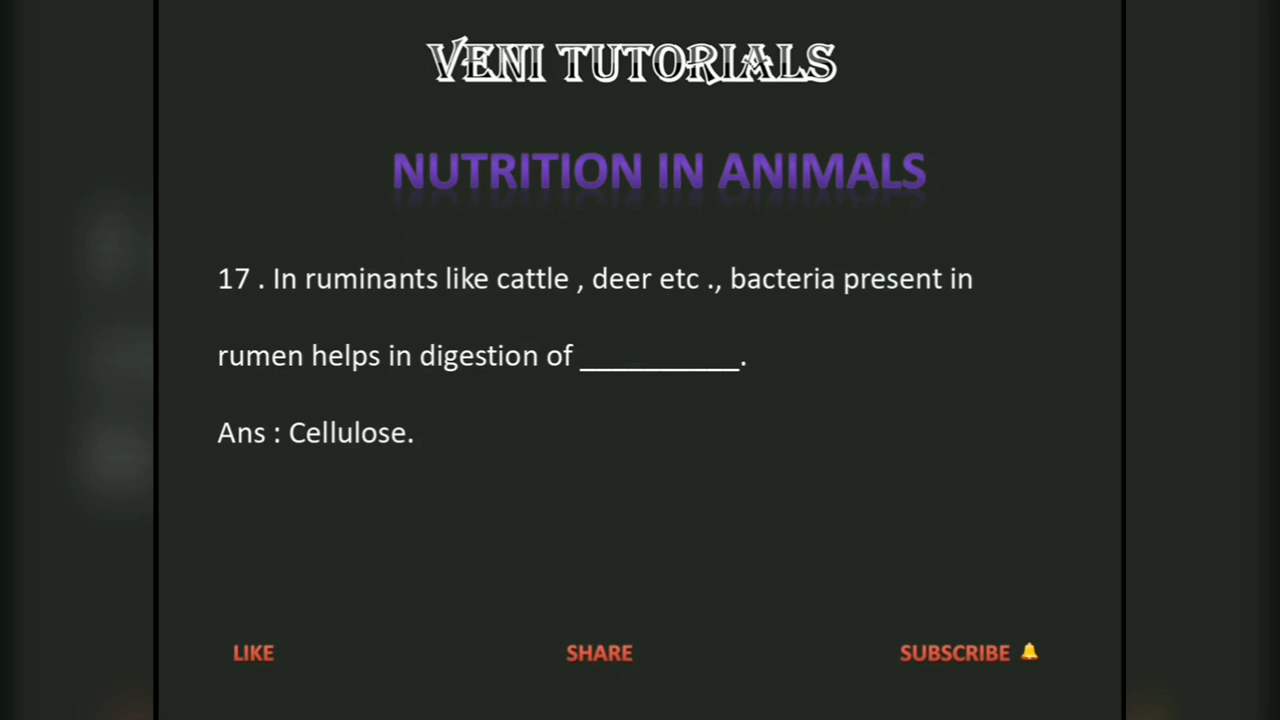 VENI TUTORIALS
NUTRITION IN ANIMALS
17 . In ruminants like cattle , deer etc ., bacteria present in
rumen helps in digestion of __________.
Ans : Cellulose.
LIKE SHARE SUBSCRIBE 🔔